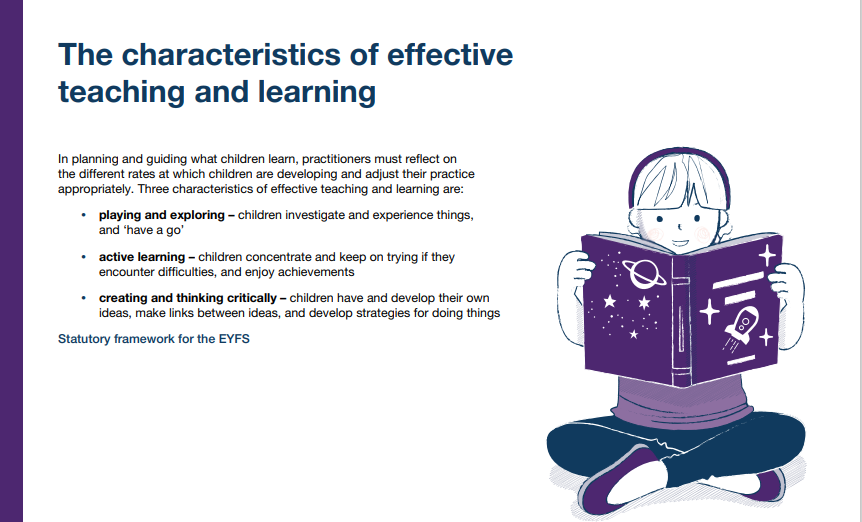 The characteristics of effective
teaching and learning
In planning and guiding what children learn, practitioners must reflect on
the different rates at which children are developing and adjust their practice
appropriately. Three characteristics of effective teaching and learning are:
• playing and exploring – children investigate and experience things,
and ‘have a go’
• active learning – children concentrate and keep on trying if they
encounter difficulties, and enjoy achievements
• creating and thinking critically – children have and develop their own
ideas, make links between ideas, and develop strategies for doing things
Statutory framework for the EYFS